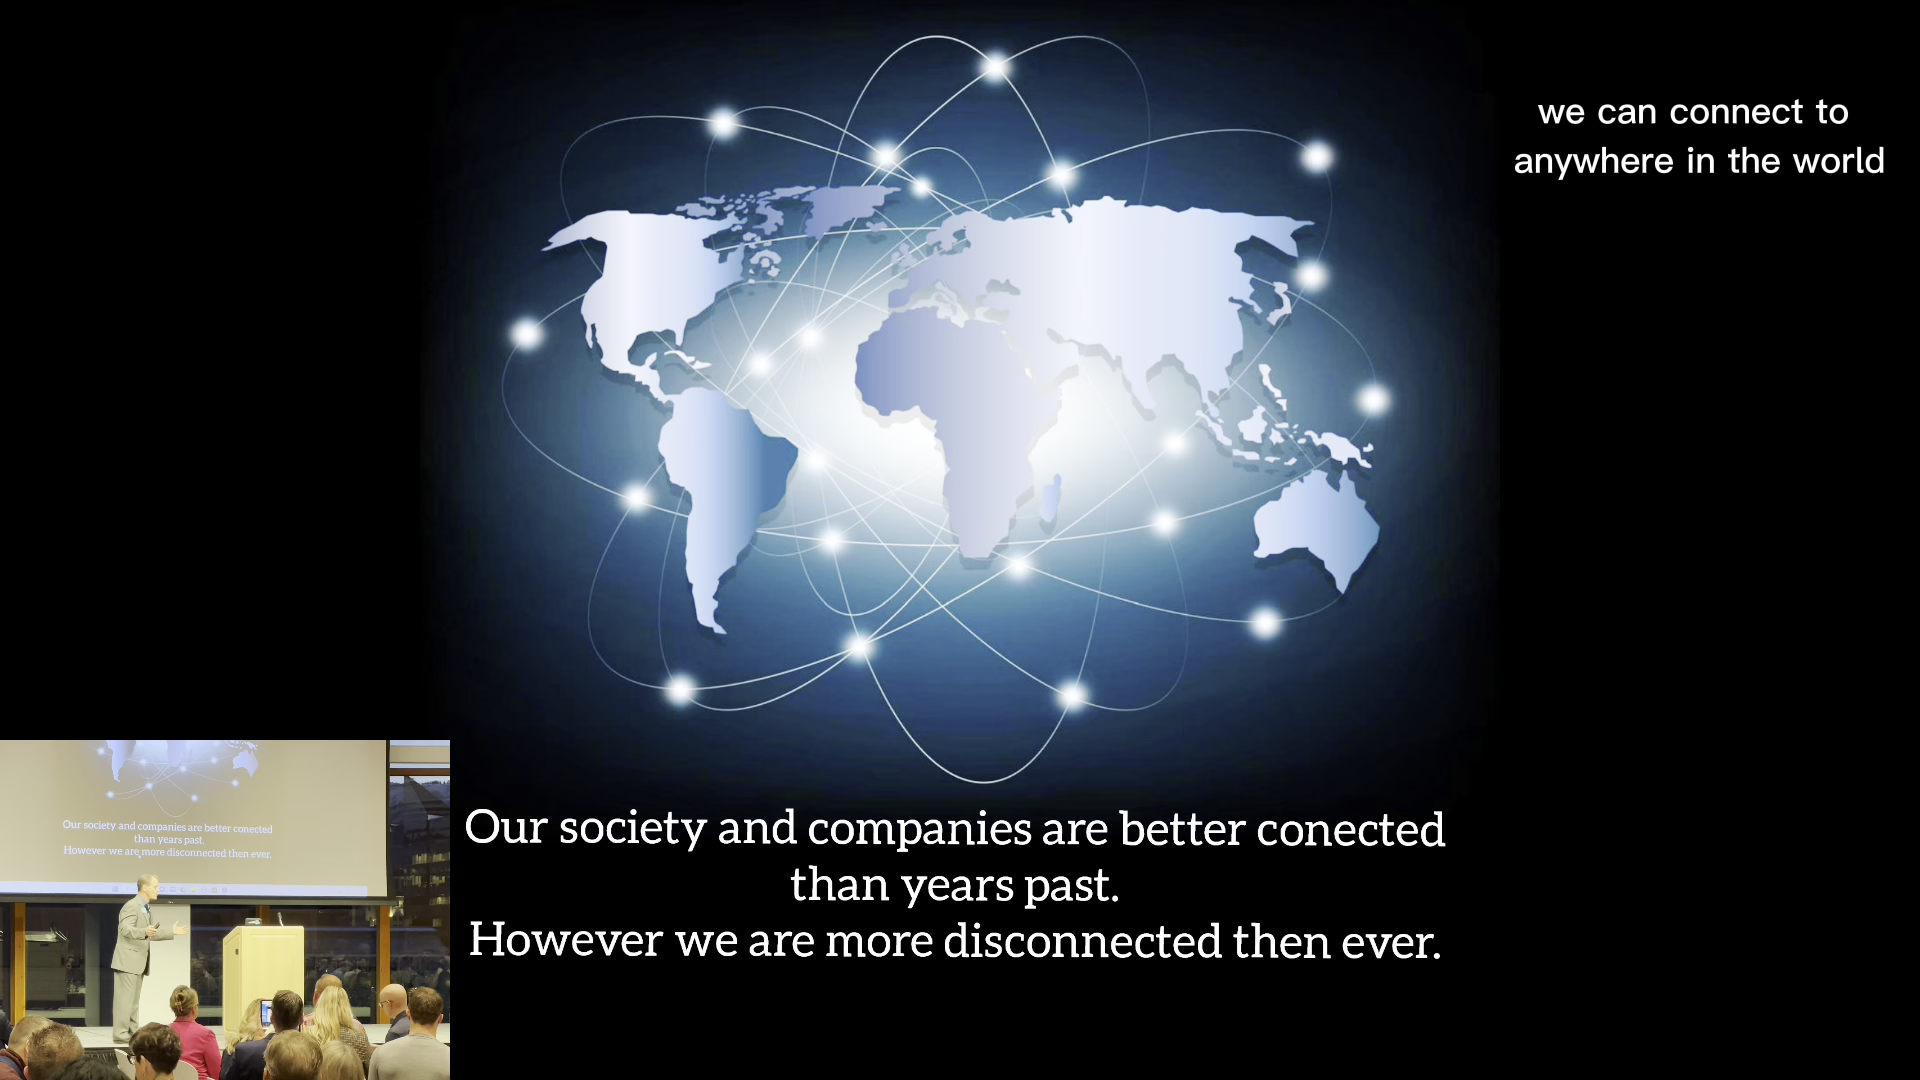 we can connect to
anywhere in the world
Our society and companies are better conected
than years past.
However we are more disconnected then ever.
Our society and companies are better conected
than years past.
However we are more disconnected then ever.